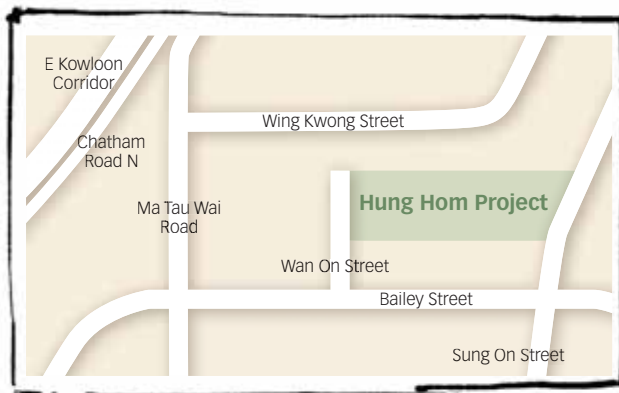 E Kowloon
Corridor
Chatham
Road N
Wing Kwong Street
Ma Tau Wai
Road
Hung Hom Project
Wan On Street
Bailey Street
Sung On Street